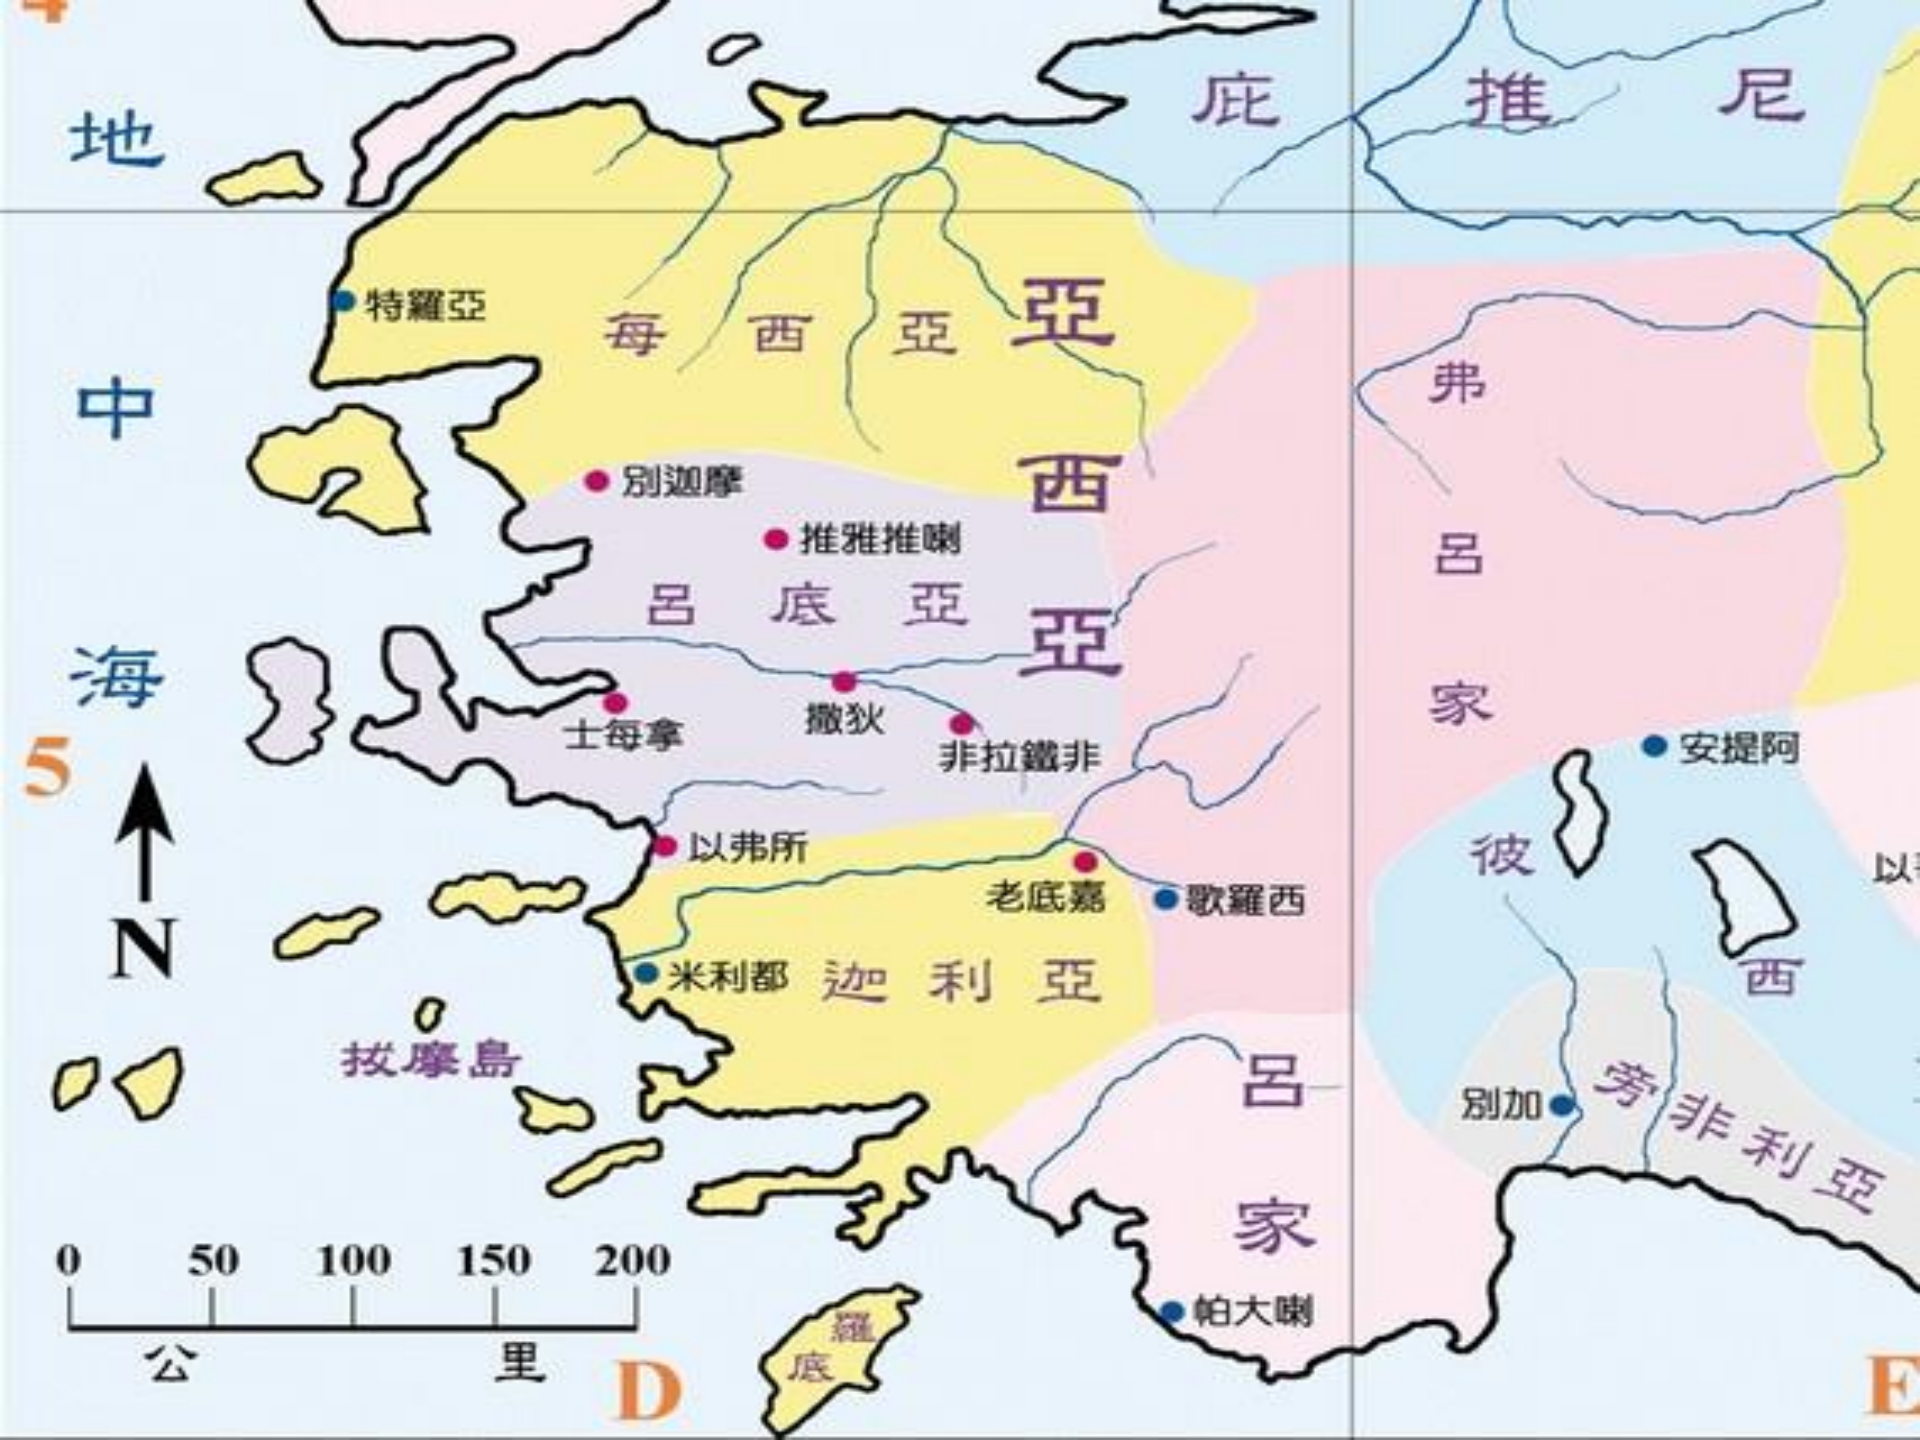 4
地
庇推尼
特羅亞
每西亞
亞西亞
中
弗呂家
別迦摩
推雅推喇
呂底亞
海
士每拿
撒狄
非拉鐵非
安提阿
5
以弗所
老底嘉
歌羅西
彼西
以
N
米利都
迦利亞
拔摩島
呂家
別加
旁非利亞
0 50 100 150 200
公里
羅底
帕大喇
D
E